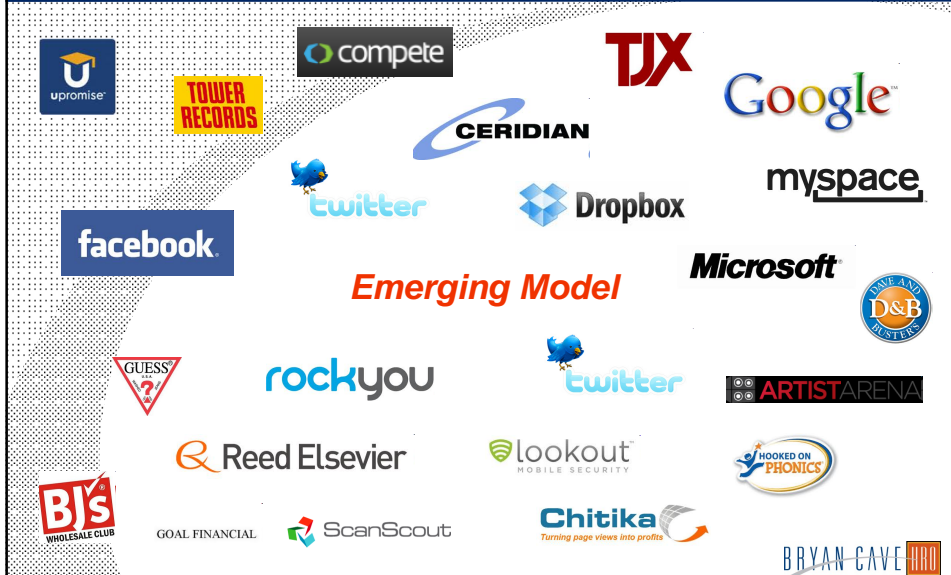 compete
TJX
upromise
TOWER
RECORDS
Google™
CERIDIAN
myspace
twitter
Dropbox
facebook
Microsoft
Emerging Model
DAVE AND
D&B
BUSTER'S
GUESS®
U.S.A.
?
rockyou
twitter
ARTISTARENA
Reed Elsevier
lookout
MOBILE SECURITY
HOOKED ON
PHONICS
BJ's
WHOLESALE CLUB
GOAL FINANCIAL
ScanScout
Chitika
Turning page views into profits
BRYAN CAVE HRO